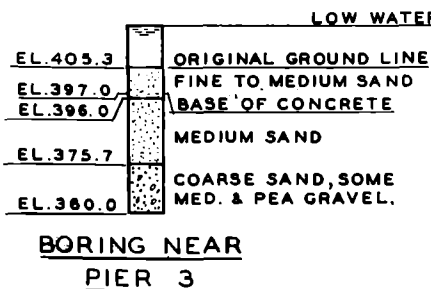 LOW WATER
EL.405.3 ORIGINAL GROUND LINE
EL.397.0 FINE TO MEDIUM SAND
EL.396.0 BASE OF CONCRETE
MEDIUM SAND
EL.375.7
COARSE SAND, SOME
EL.360.0 MED. & PEA GRAVEL.
BORING NEAR
PIER 3